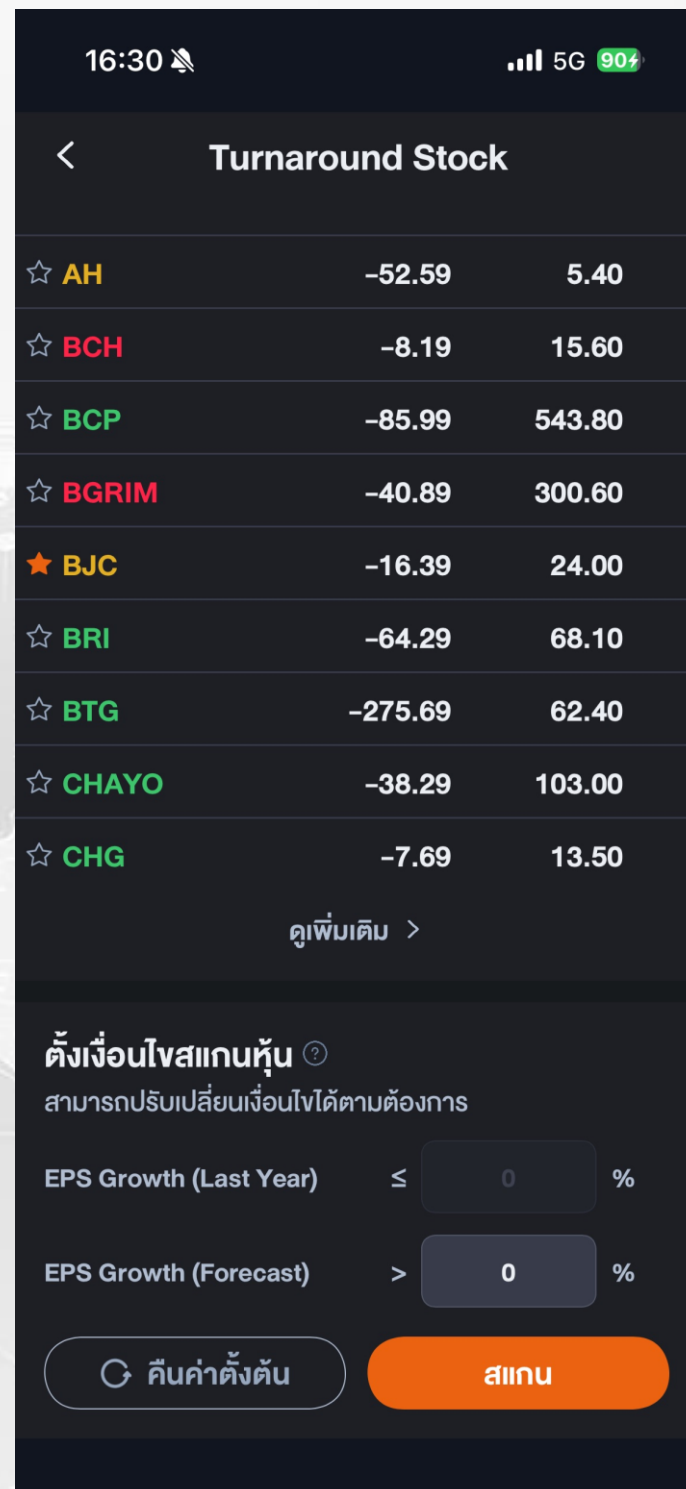 16:30 5G 90
Turnaround Stock
AH -52.59 5.40
BCH -8.19 15.60
BCP -85.99 543.80
BGRIM -40.89 300.60
BJC -16.39 24.00
BRI -64.29 68.10
BTG -275.69 62.40
CHAYO -38.29 103.00
CHG -7.69 13.50
ดูเพิ่มเติม >
ตั้งเงื่อนไขสแกนหุ้น ?
สามารถปรับเปลี่ยนเงื่อนไขได้ตามต้องการ
EPS Growth (Last Year) ≤ 0 %
EPS Growth (Forecast) > 0 %
คืนค่าตั้งต้น สแกน